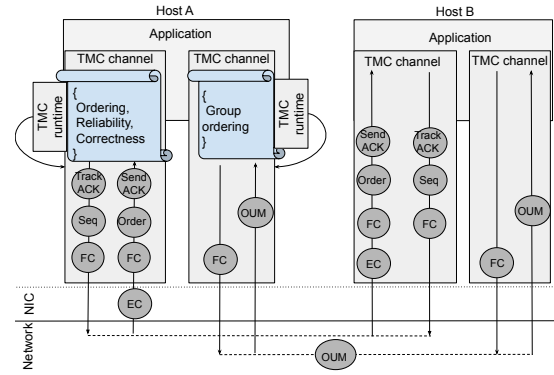 Host A
Host B
Application
Application
TMC channel
TMC channel
TMC channel
TMC channel
TMC
runtime
{
Ordering,
Reliability,
Correctness
}
{
Group
ordering
}
TMC
runtime
Track
ACK
Send
ACK
Seq
Order
FC
FC
EC
OUM
FC
Send
ACK
Track
ACK
Order
Seq
FC
FC
EC
OUM
FC
NIC
Network
OUM